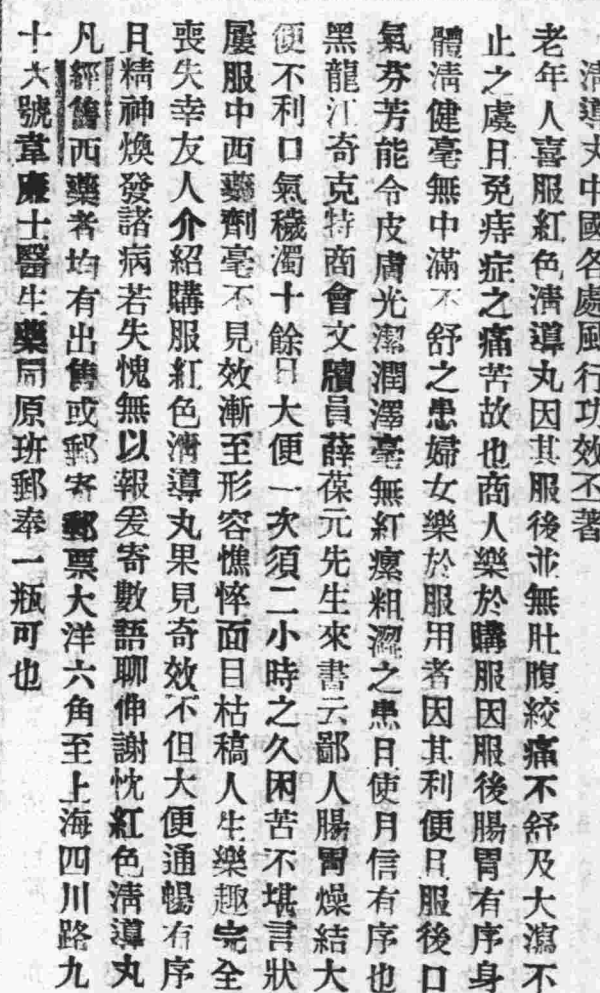 清導丸中國各處風行功效丕著
老年人喜服紅色清導丸因其服後並無肚腹絞痛不舒及大瀉不
止之虞且免痔症之痛苦故也商人樂於購服因服後腸胃有序身
體清健毫無中滿不舒之患婦女樂於服用者因其利便且服後口
氣芬芳能令皮膚光潔潤澤毫無紅瘰粗澀之患且使月信有序也
黑龍江奇克特商會文牘員薛葆元先生來書云鄙人腸胃燥結大
便不利口氣穢濁十餘日大便一次須二小時之久困苦不堪言狀
屢服中西藥劑毫不見效漸至形容憔悴面目枯槁人生樂趣完全
喪失幸友人介紹購服紅色清導丸果見奇效不但大便通暢有序
且精神煥發諸病若失愧無以報爰寄數語聊伸謝忱紅色清導丸
凡經售西藥者均有出售或郵寄郵票大洋六角至上海四川路九
十六號韋廉士醫生藥局原班郵奉一瓶可也